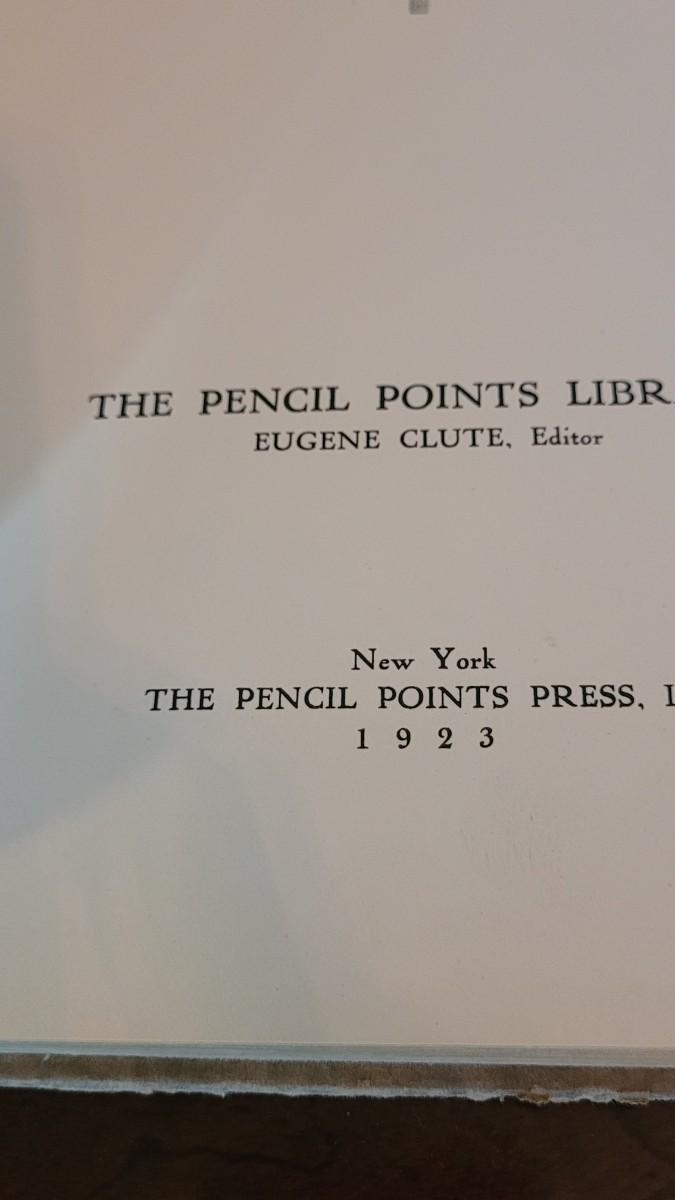 THE PENCIL POINTS LIBR
EUGENE CLUTE, Editor
New York
THE PENCIL POINTS PRESS,
1 9 2 3